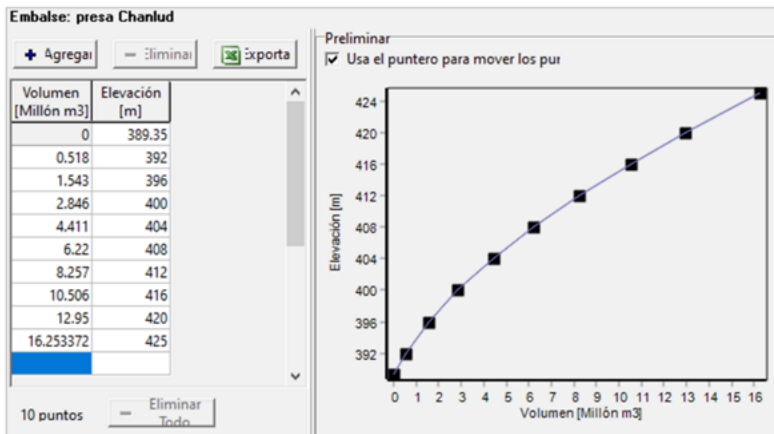 Embalse: presa Chanlud
Agregar Eliminar Exporta
Volumen [Millón m3] Elevación [m]
0 389.35
0.518 392
1.543 396
2.846 400
4.411 404
6.22 408
8.257 412
10.506 416
12.95 420
16.253372 425
10 puntos
Eliminar
Todo
Preliminar
Usa el puntero para mover los pur
424
420
416
412
408
404
400
396
392
Elevación [m]
0 1 2 3 4 5 6 7 8 9 10 11 12 13 14 15 16
Volumen [Millón m3]